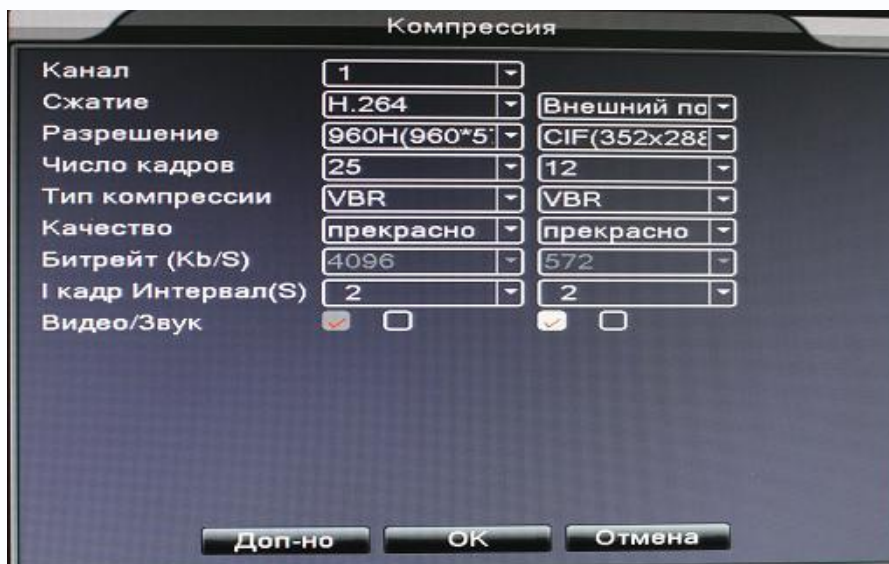 Компрессия
Канал 1
Сжатие H.264 Внешний по
Разрешение 960H(960*5 CIF(352x288
Число кадров 25 12
Тип компрессии VBR VBR
Качество прекрасно прекрасно
Битрейт (Kb/S) 4096 572
I кадр Интервал(S) 2 2
Видео/Звук
Доп-но OK Отмена